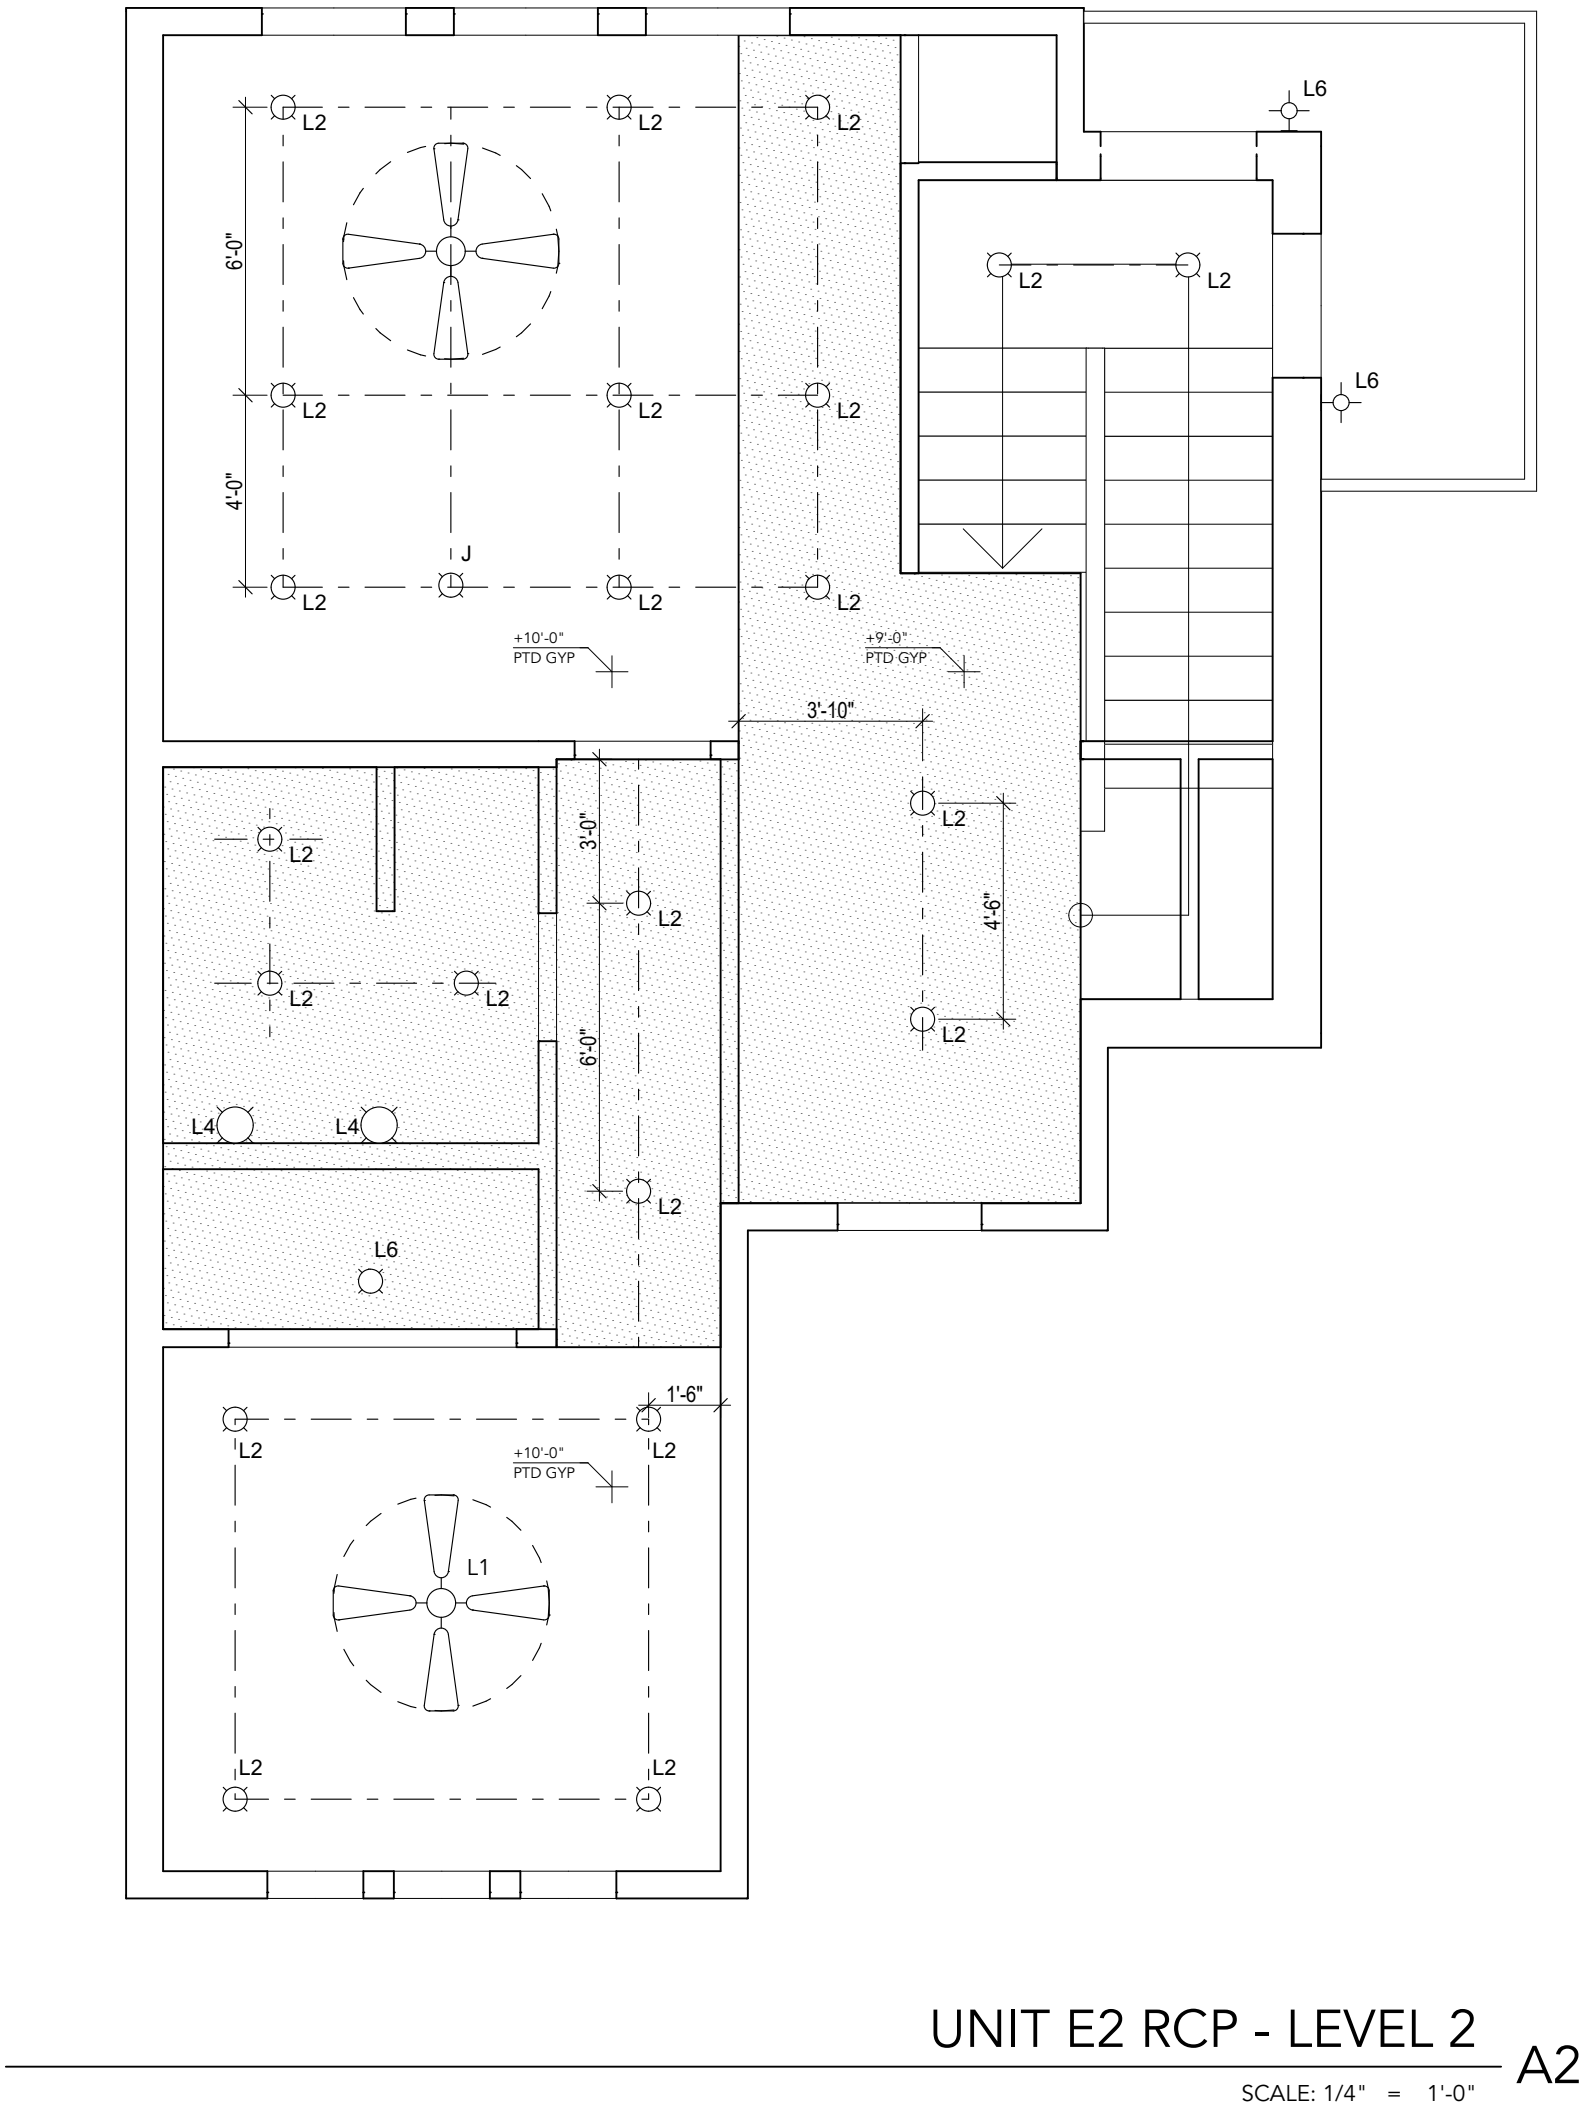 L6
L2
L2
L2
6'-0"
L2
L2
L6
L2
L2
L2
4'-0"
J
L2
L2
L2
+10'-0"
PTD GYP
+9'-0"
PTD GYP
3'-10"
3'-0"
L2
L2
4'-6"
L2
L2
L2
6'-0"
L2
L4
L4
L2
L6
1'-6"
L2
L2
+10'-0"
PTD GYP
L1
L2
L2
UNIT E2 RCP - LEVEL 2
A2
SCALE: 1/4" = 1'-0"